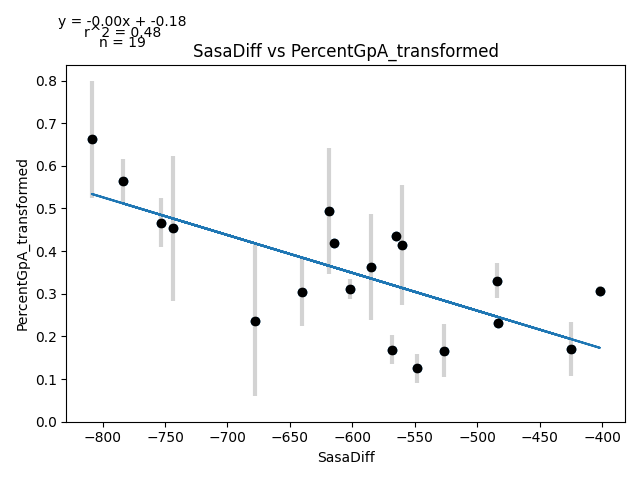 y = -0.00x + -0.18
r^2 = 0.48
n = 19
SasaDiff vs PercentGpA_transformed
PercentGpA_transformed
0.8
0.7
0.6
0.5
0.4
0.3
0.2
0.1
0.0
−800 −750 −700 −650 −600 −550 −500 −450 −400
SasaDiff